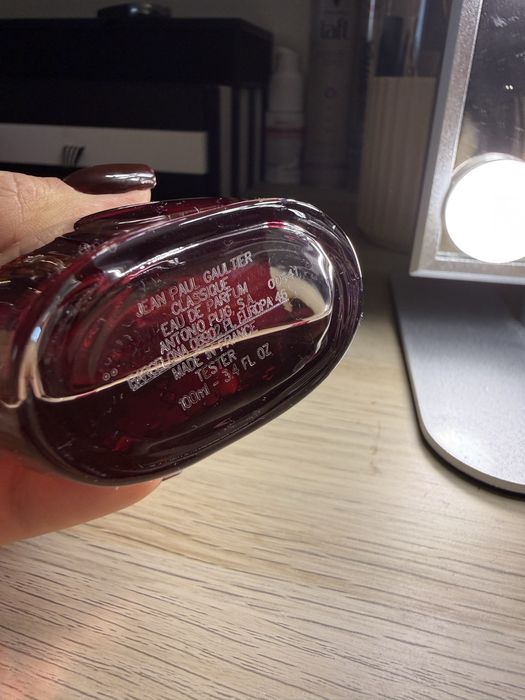 JEAN PAUL GAULTIER
CLASSIQUE
EAU DE PARFUM
ANTONIO PUIG, S.A.
BARCELONA 08902 PL. EUROPA 46
MADE IN FRANCE
TESTER
100ml - 3.4 FL OZ
taft